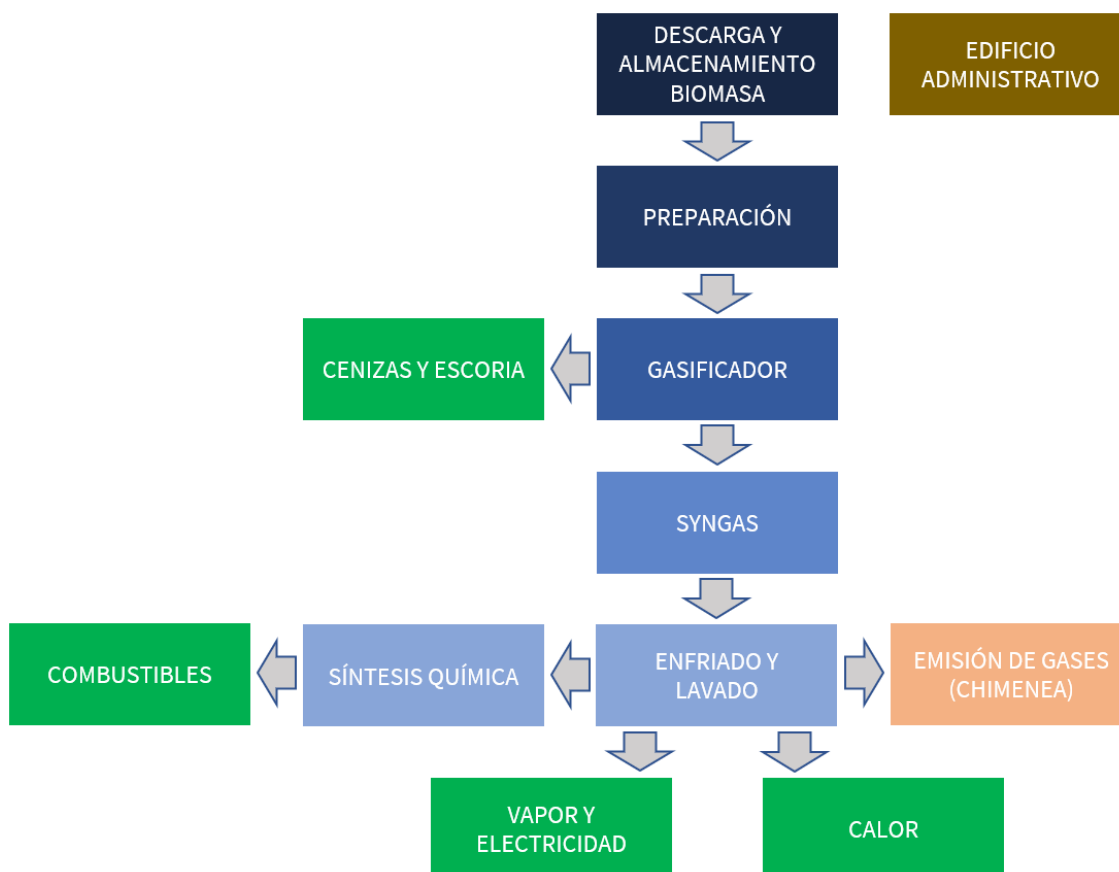 DESCARGA Y
ALMACENAMIENTO
BIOMASA
EDIFICIO
ADMINISTRATIVO
PREPARACIÓN
CENIZAS Y ESCORIA
GASIFICADOR
SYNGAS
COMBUSTIBLES
SÍNTESIS QUÍMICA
ENFRIADO Y
LAVADO
EMISIÓN DE GASES
(CHIMENEA)
VAPOR Y
ELECTRICIDAD
CALOR